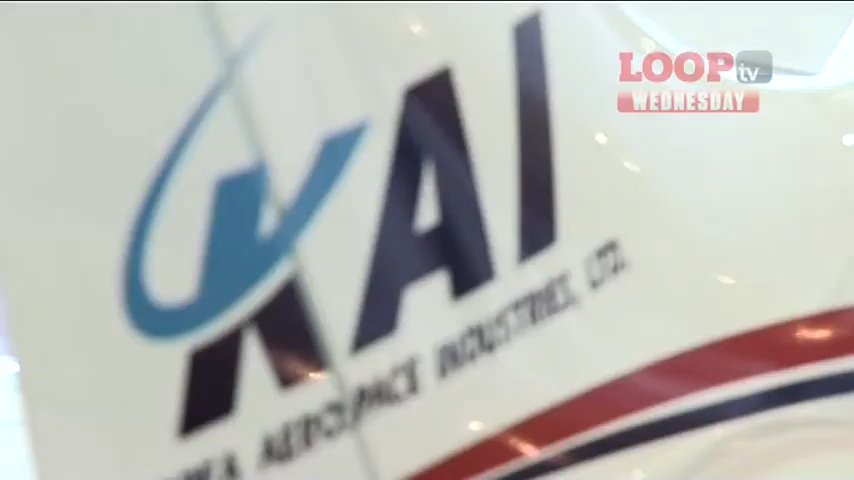 LOOP tv
WEDNESDAY
KAI
KOREA AEROSPACE INDUSTRIES, LTD.